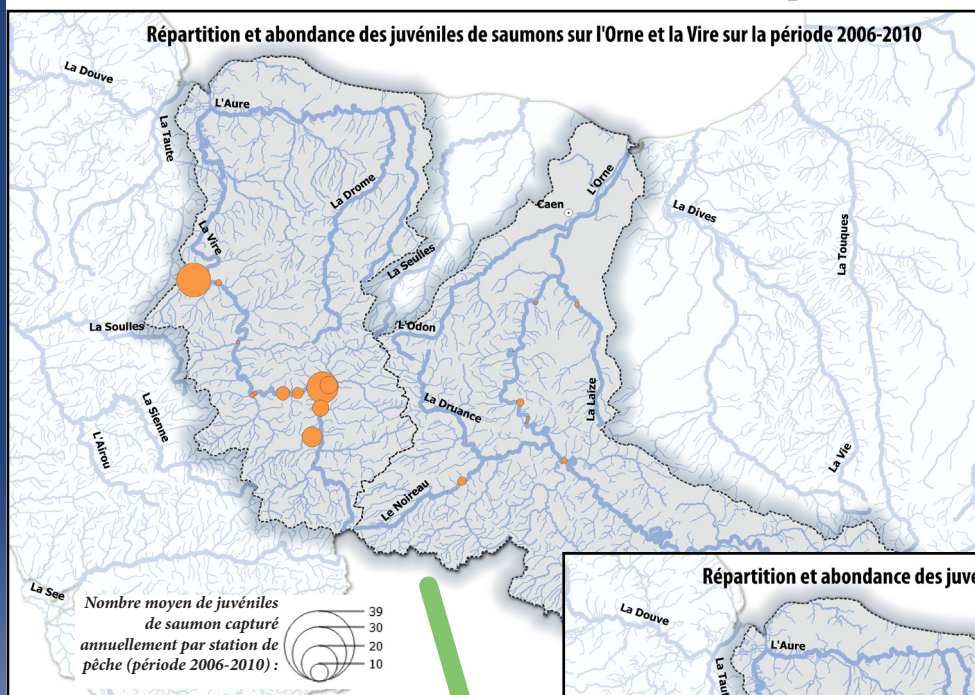 Répartition et abondance des juvéniles de saumons sur l'Orne et la Vire sur la période 2006-2010
La Douve
L'Aure
La Taute
La Drome
L'Orne
Caen
La Dives
La Touques
La Vire
La Seulles
La Soulles
L'Odon
La Sienne
L'Airou
La Druance
La Laize
La Vie
Le Noireau
La See
Nombre moyen de juvéniles
de saumon capturé
annuellement par station de
pêche (période 2006-2010) :
39
30
20
10
Répartition et abondance des juvé
La Douve
L'Aure
La Taut